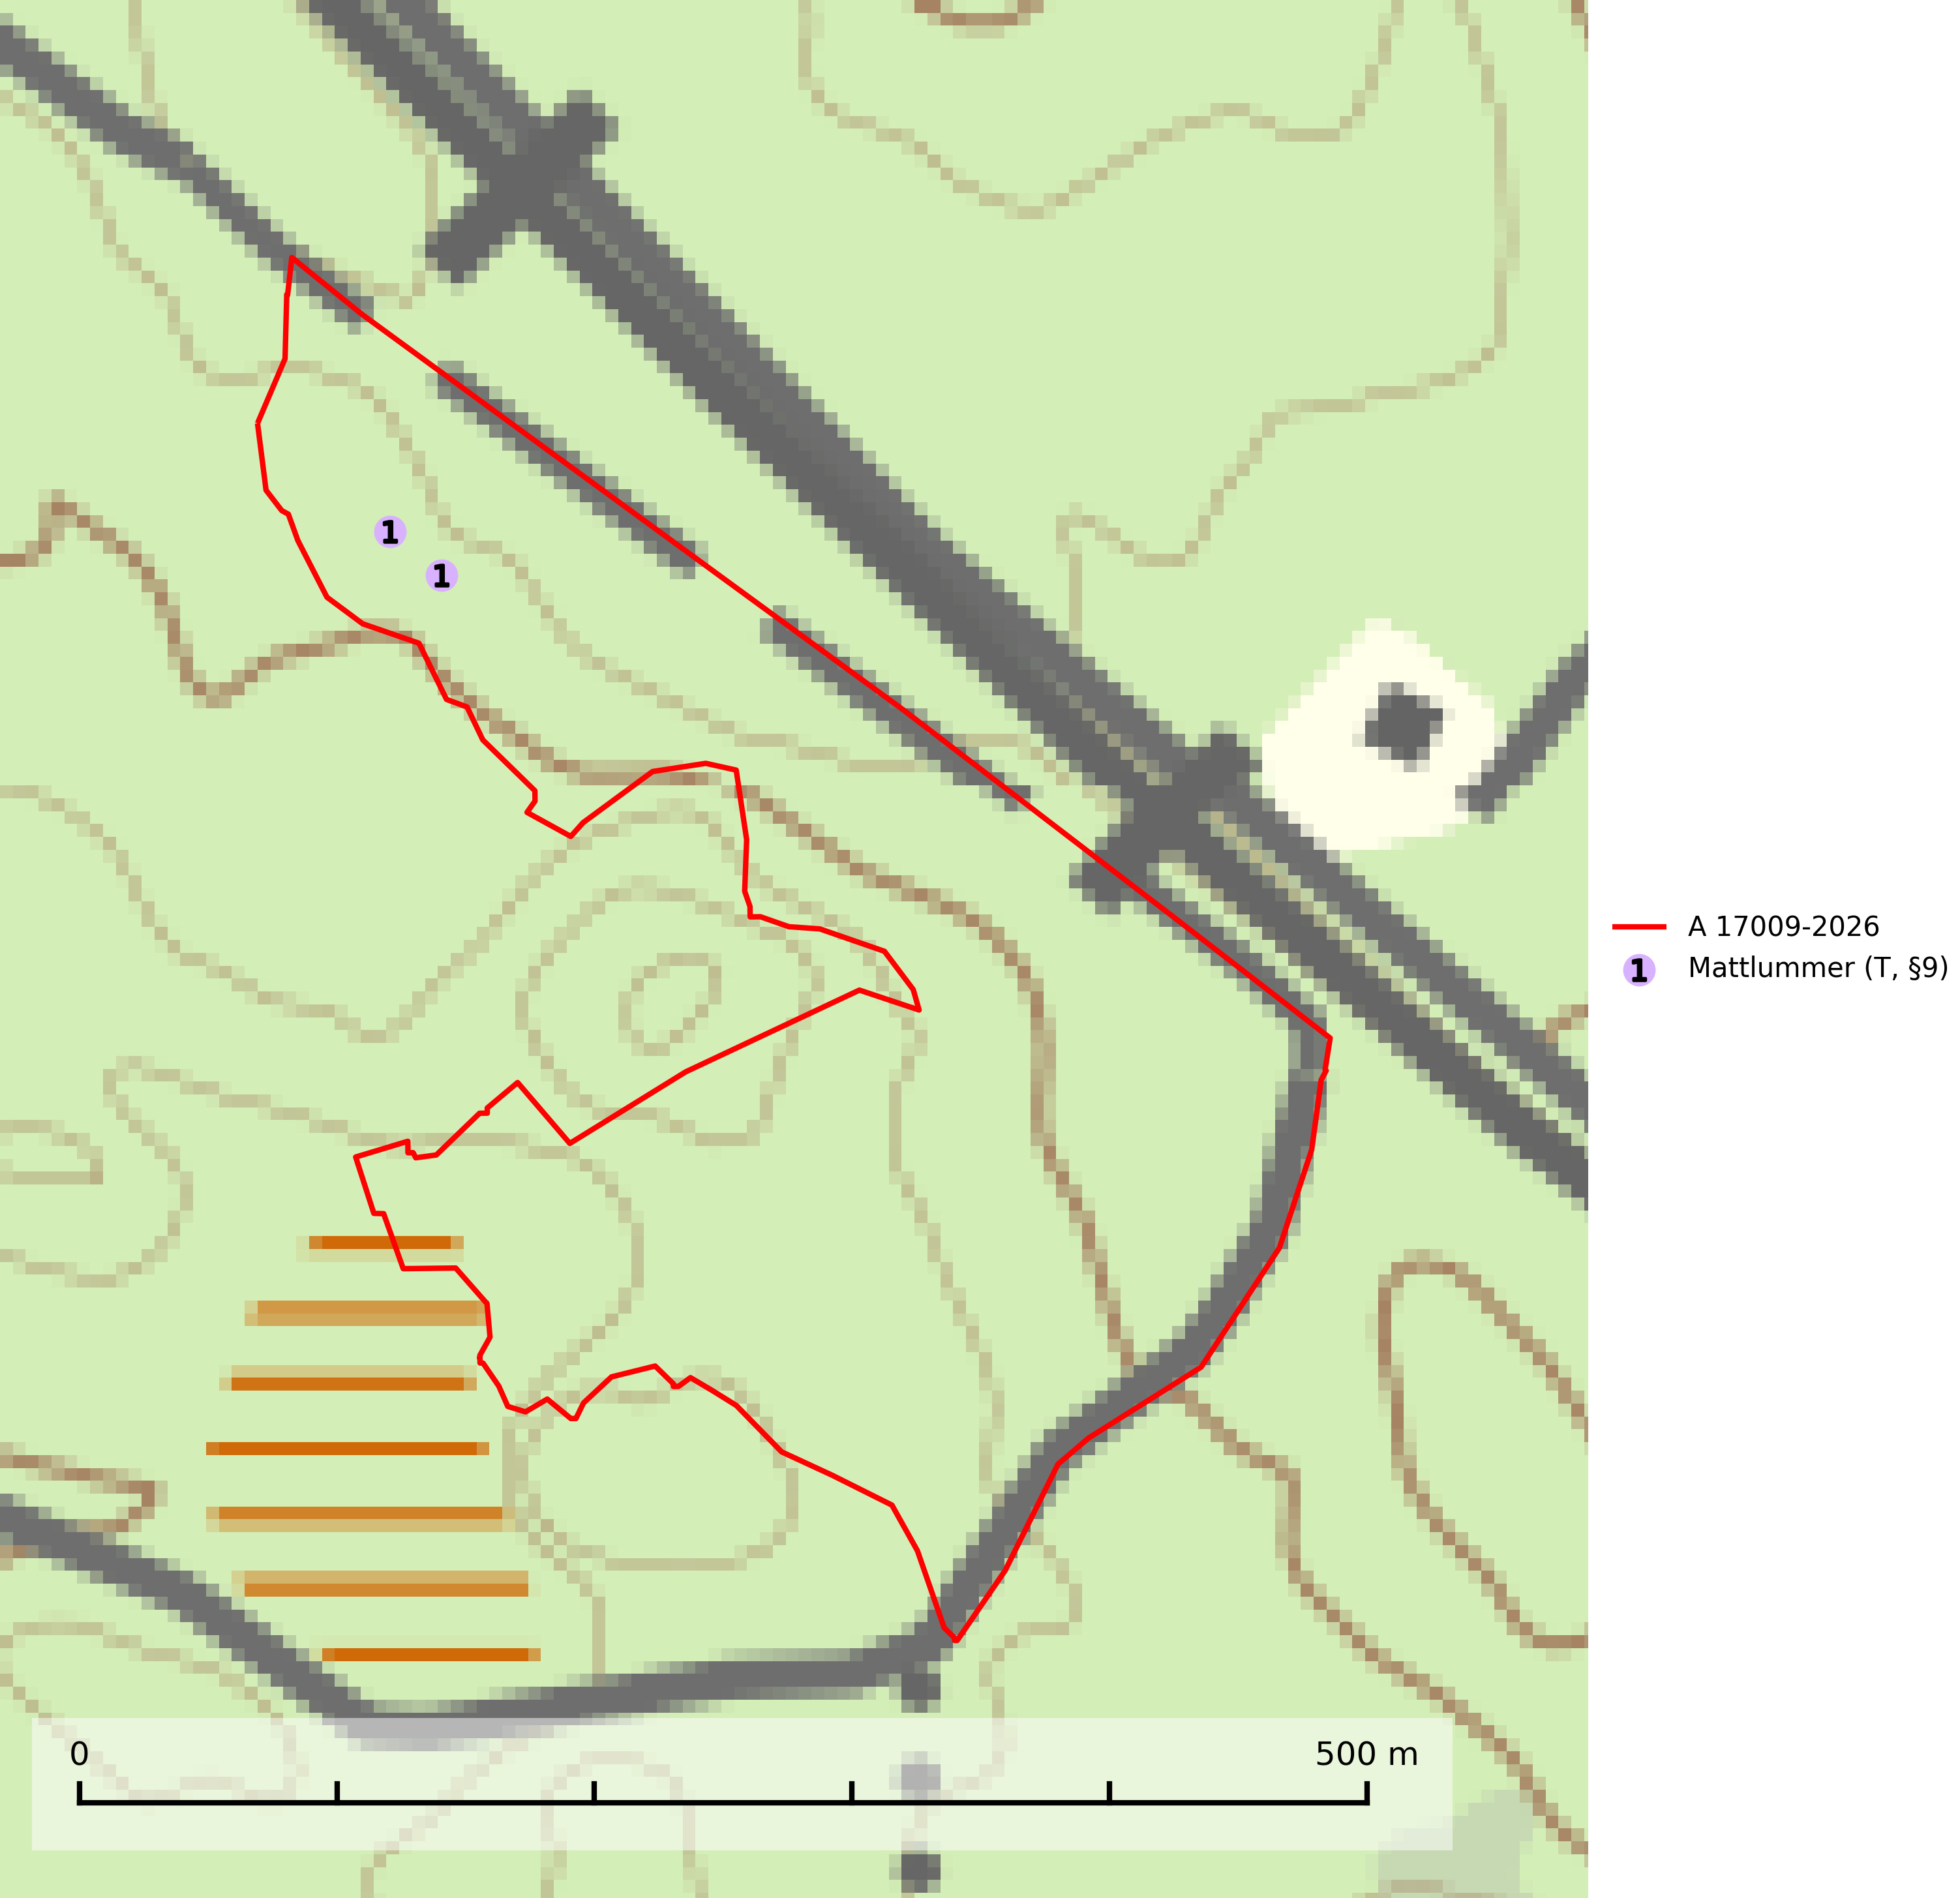 1
1
A 17009-2026
1 Mattlummer (T, §9)
0 500 m